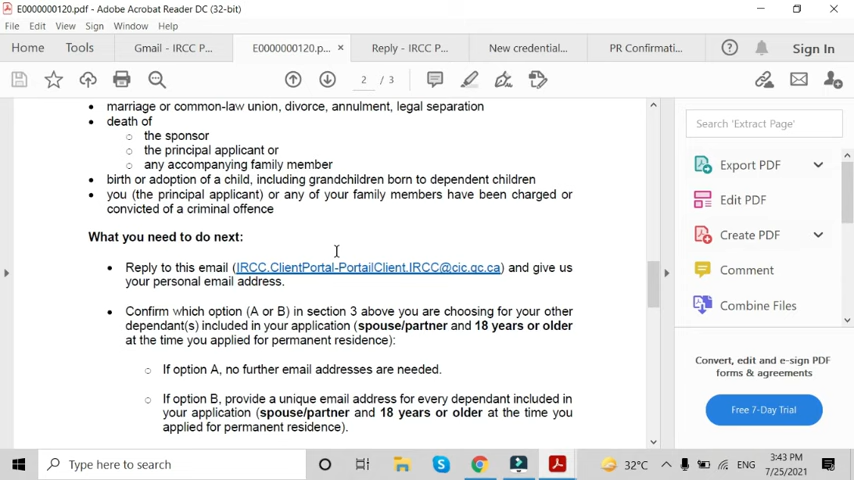 E0000000120.pdf - Adobe Acrobat Reader DC (32-bit)
File Edit View Sign Window Help
Home Tools Gmail - IRCC P... E0000000120.p... × Reply - IRCC P... New credential... PR Confirmati... Sign In
2 / 3
• marriage or common-law union, divorce, annulment, legal separation
• death of
○ the sponsor
○ the principal applicant or
○ any accompanying family member
• birth or adoption of a child, including grandchildren born to dependent children
• you (the principal applicant) or any of your family members have been charged or
convicted of a criminal offence
What you need to do next:
• Reply to this email (IRCC.ClientPortal-PortailClient.IRCC@cic.gc.ca) and give us
your personal email address.
• Confirm which option (A or B) in section 3 above you are choosing for your other
dependant(s) included in your application (spouse/partner and 18 years or older
at the time you applied for permanent residence):
○ If option A, no further email addresses are needed.
○ If option B, provide a unique email address for every dependant included in
your application (spouse/partner and 18 years or older at the time you
applied for permanent residence).
Search 'Extract Page'
Export PDF
Edit PDF
Create PDF
Comment
Combine Files
Convert, edit and e-sign PDF
forms & agreements
Free 7-Day Trial
Type here to search
32°C
ENG
3:43 PM
7/25/2021